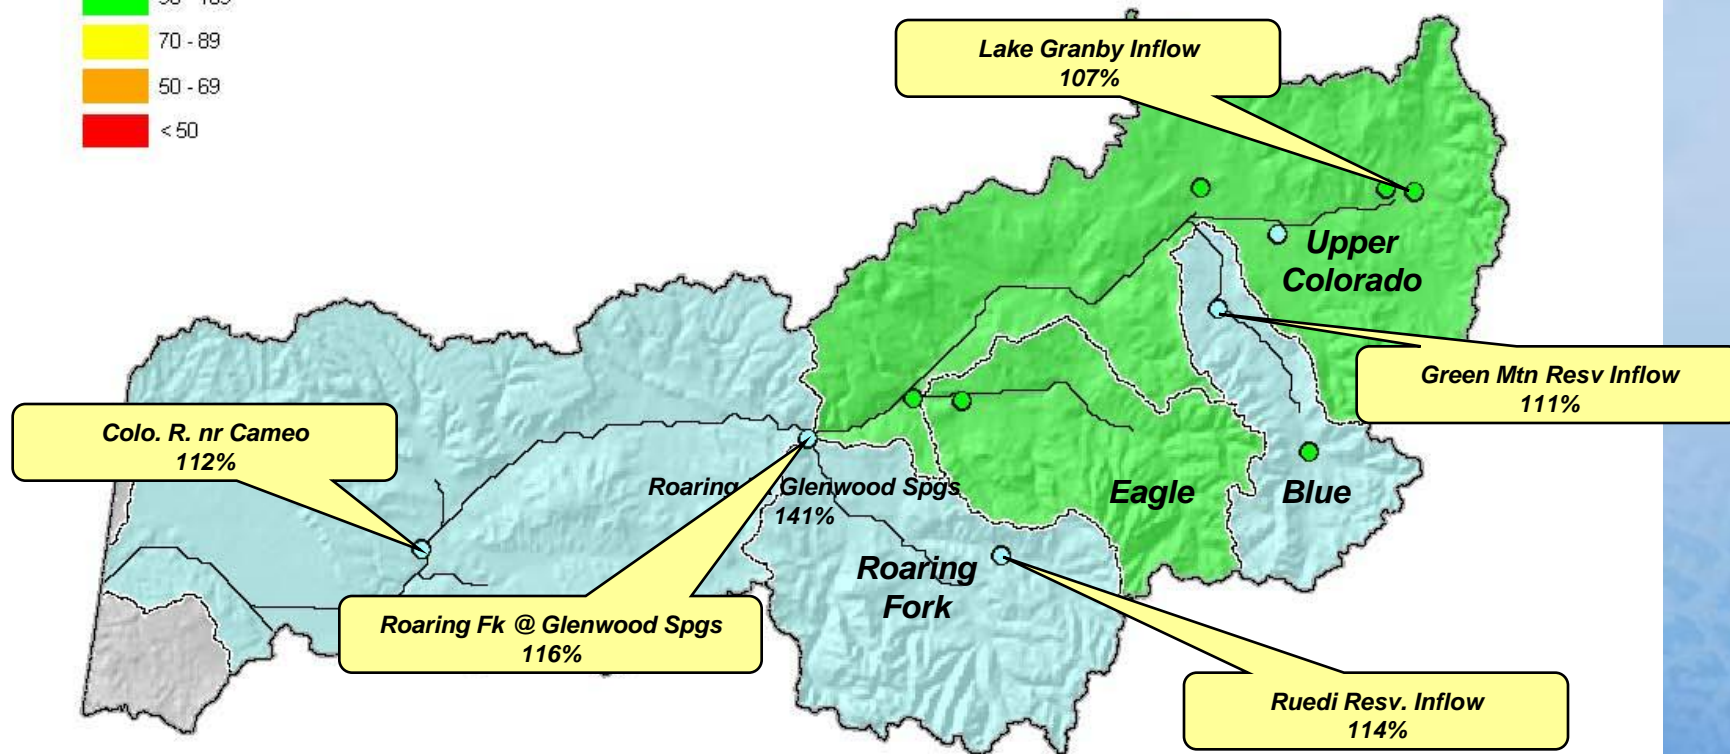 70 - 89
50 - 69
< 50
Lake Granby Inflow
107%
Upper
Colorado
Green Mtn Resv Inflow
111%
Colo. R. nr Cameo
112%
Roaring Glenwood Spgs
141%
Eagle
Blue
Roaring
Fork
Roaring Fk @ Glenwood Spgs
116%
Ruedi Resv. Inflow
114%